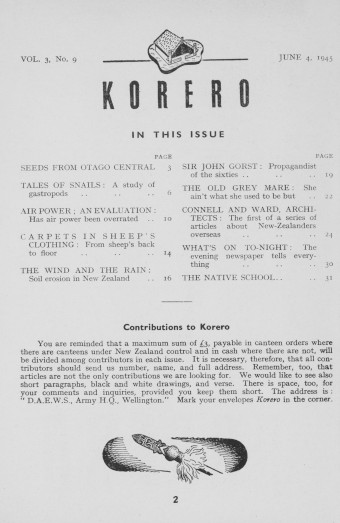 VOL. 3, No. 9
JUNE 4, 1945
KORERO
IN THIS ISSUE
PAGE
SEEDS FROM OTAGO CENTRAL 3
TALES OF SNAILS: A study of
gastropods .. .. .. 6
AIR POWER; AN EVALUATION:
Has air power been overrated .. 10
CARPETS IN SHEEP'S
CLOTHING: From sheep's back
to floor .. .. .. 14
THE WIND AND THE RAIN:
Soil erosion in New Zealand .. 16
PAGE
SIR JOHN GORST: Propagandist
of the sixties .. .. .. 19
THE OLD GREY MARE: She
ain't what she used to be but .. 22
CONNELL AND WARD, ARCHI-
TECTS: The first of a series of
articles about New-Zealanders
overseas .. .. .. 24
WHAT'S ON TO-NIGHT: The
evening newspaper tells every-
thing .. .. .. 30
THE NATIVE SCHOOL.. .. 31
Contributions to Korero
You are reminded that a maximum sum of £3, payable in canteen orders where
there are canteens under New Zealand control and in cash where there are not, will
be divided among contributors in each issue. It is necessary, therefore, that all con-
tributors should send us number, name, and full address. Remember, too, that
articles are not the only contributions we are looking for. We would like to see also
short paragraphs, black and white drawings, and verse. There is space, too, for
your comments and inquiries, provided you keep them short. The address is:
" D.A.E.W.S., Army H.Q., Wellington." Mark your envelopes Korero in the corner.
2